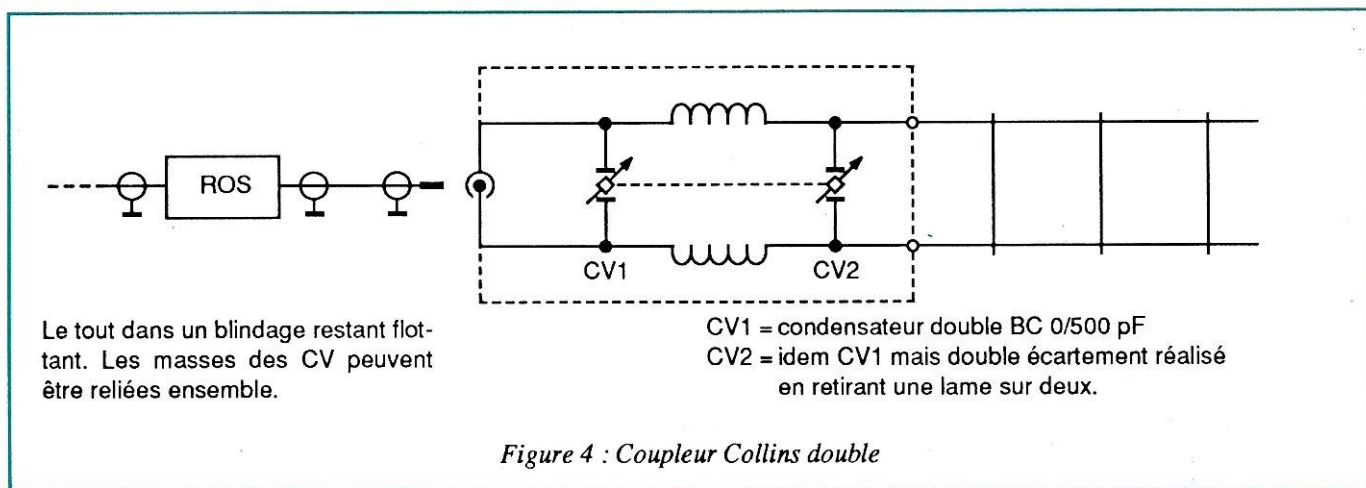 ROS
CV1
CV2
Le tout dans un blindage restant flot-
tant. Les masses des CV peuvent
être reliées ensemble.
CV1 = condensateur double BC 0/500 pF
CV2 = idem CV1 mais double écartement réalisé
en retirant une lame sur deux.
Figure 4 : Coupleur Collins double